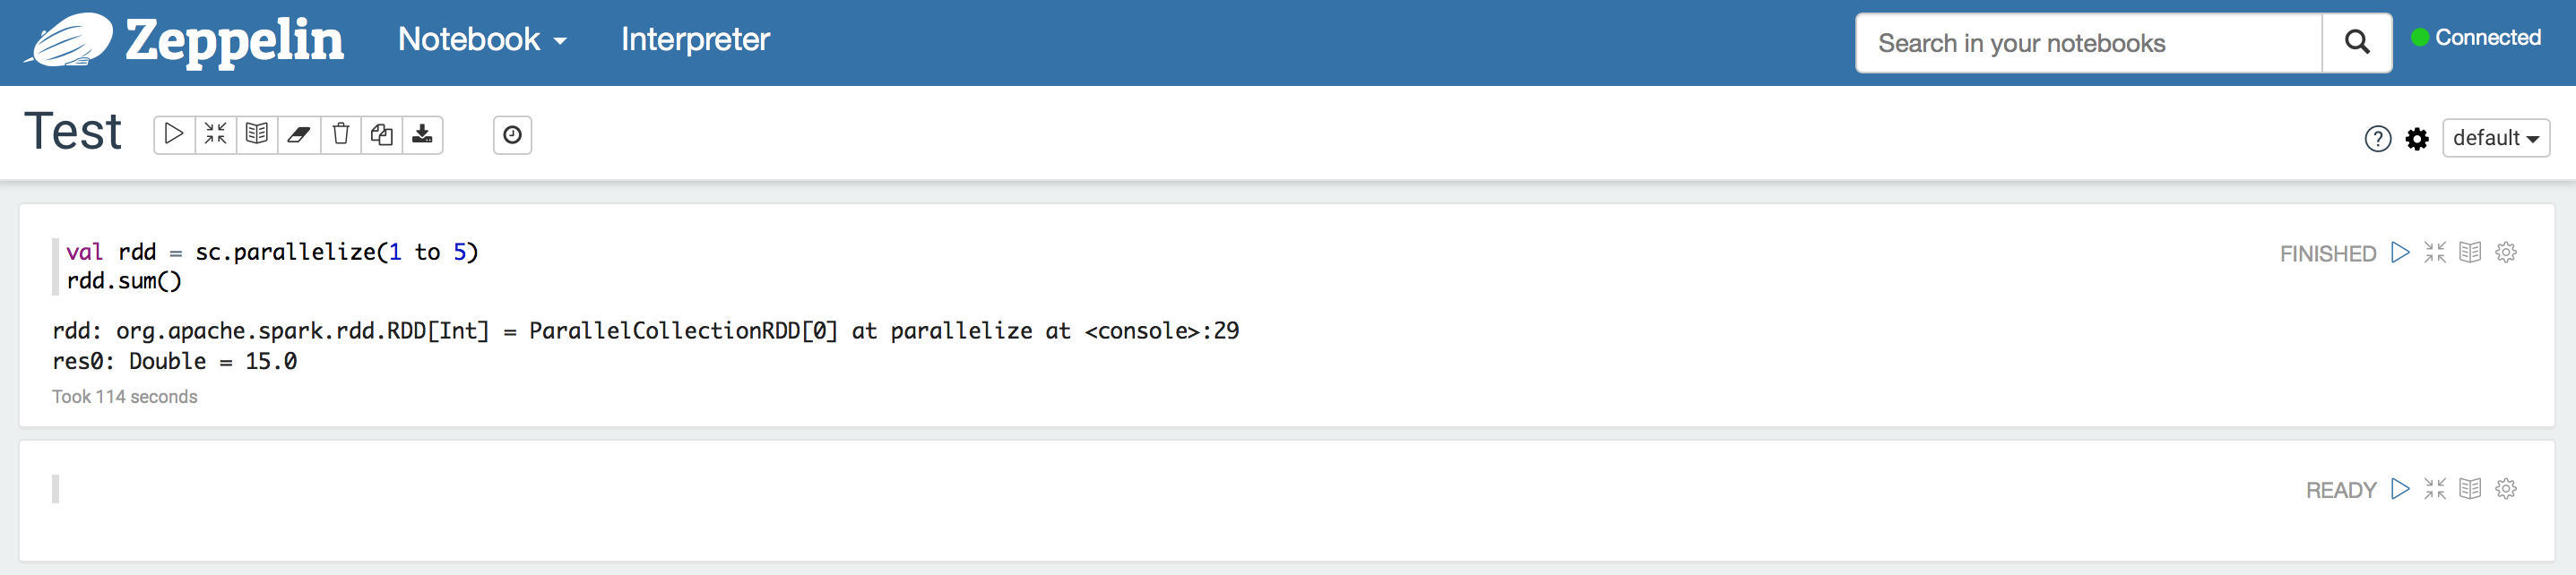 Zeppelin Notebook Interpreter Search in your notebooks Connected
Test ? default
val rdd = sc.parallelize(1 to 5)
rdd.sum()
FINISHED
rdd: org.apache.spark.rdd.RDD[Int] = ParallelCollectionRDD[0] at parallelize at <console>:29
res0: Double = 15.0
Took 114 seconds
READY